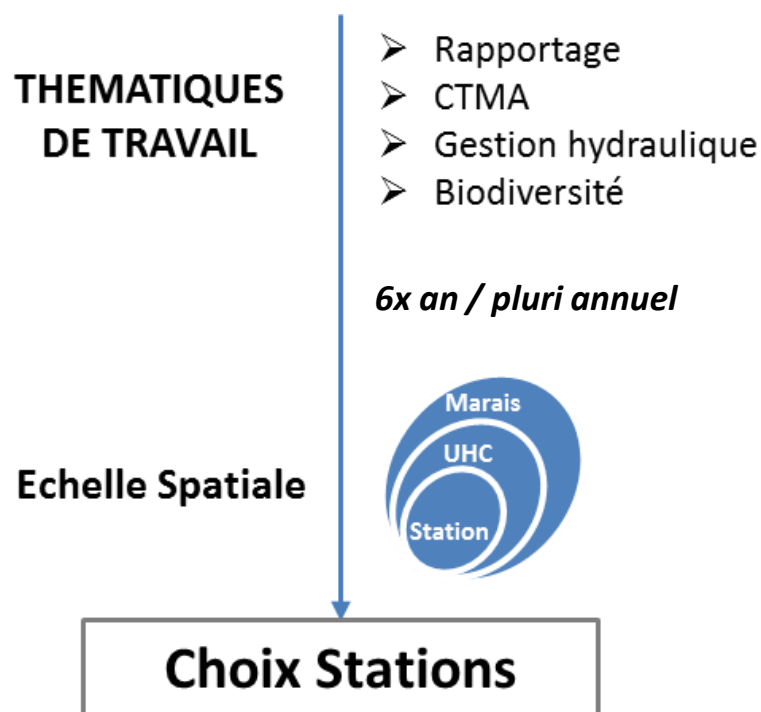 THEMATIQUES
DE TRAVAIL
➤ Rapportage
➤ CTMA
➤ Gestion hydraulique
➤ Biodiversité
6x an / pluri annuel
Echelle Spatiale
Marais
UHC
Station
Choix Stations